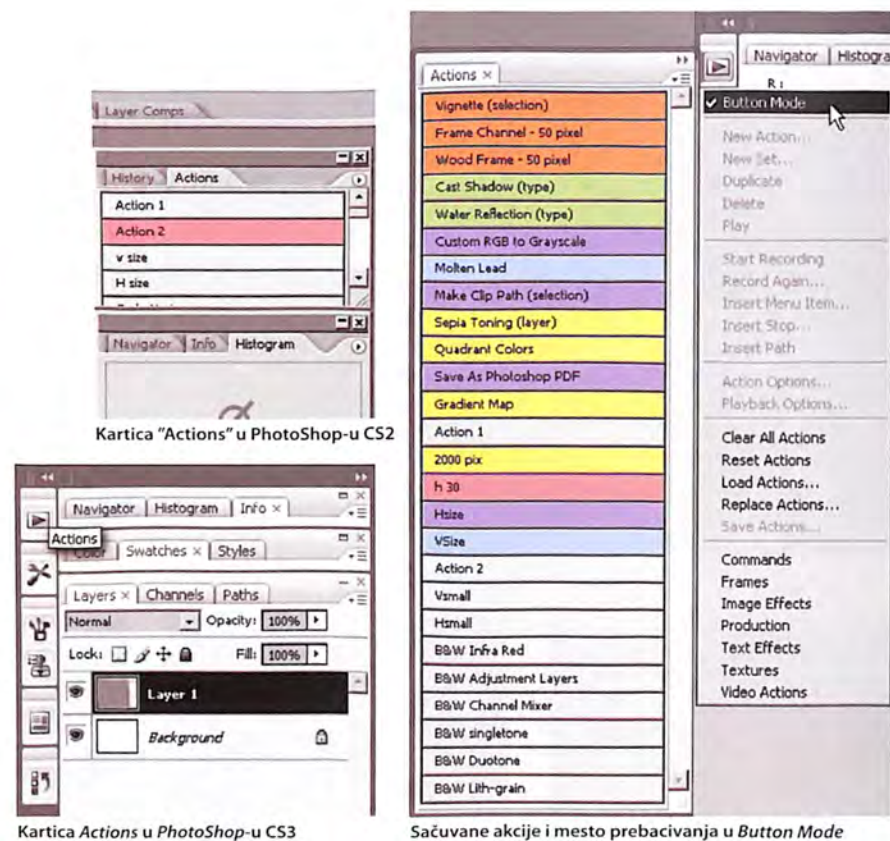 Layer Comps
History Actions
Action 1
Action 2
v size
H size
Navigator Info Histogram
Kartica "Actions" u PhotoShop-u CS2
Navigator Histogram Info ×
Actions
Color Swatches × Styles
Layers × Channels Paths
Normal Opacity: 100%
Lock: Fill: 100%
Layer 1
Background
Kartica Actions u PhotoShop-u CS3
Actions ×
Vignette (selection)
Frame Channel - 50 pixel
Wood Frame - 50 pixel
Cast Shadow (type)
Water Reflection (type)
Custom RGB to Grayscale
Molten Lead
Make Clip Path (selection)
Sepia Toning (layer)
Quadrant Colors
Save As Photoshop PDF
Gradient Map
Action 1
2000 pix
h 30
Hsize
VSize
Action 2
Vsmall
Hsmall
B&W Infra Red
B&W Adjustment Layers
B&W Channel Mixer
B&W singletone
B&W Duotone
B&W Lith-grain
Navigator Histogra
R:
Button Mode
New Action...
New Set...
Duplicate
Delete
Play
Start Recording
Record Again...
Insert Menu Item...
Insert Stop...
Insert Path
Action Options...
Playback Options...
Clear All Actions
Reset Actions
Load Actions...
Replace Actions...
Save Actions...
Commands
Frames
Image Effects
Production
Text Effects
Textures
Video Actions
Sačuvane akcije i mesto prebacivanja u Button Mode